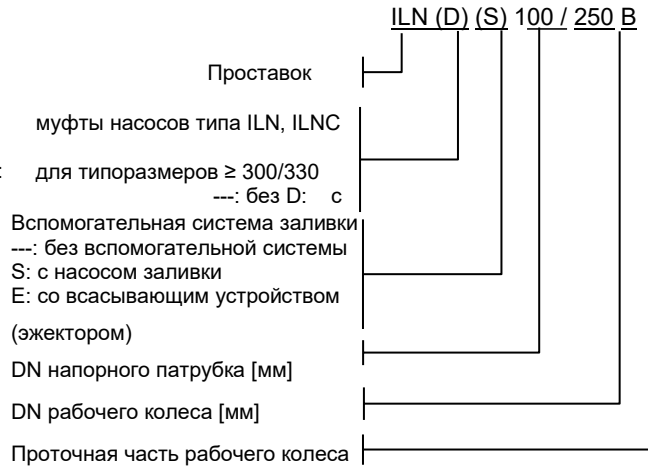 ILN (D) (S) 100 / 250 B
Проставок
муфты насосов типа ILN, ILNC
: для типоразмеров ≥ 300/330
---: без D: с
Вспомогательная система заливки
---: без вспомогательной системы
S: с насосом заливки
E: со всасывающим устройством
(эжектором)
DN напорного патрубка [мм]
DN рабочего колеса [мм]
Проточная часть рабочего колеса